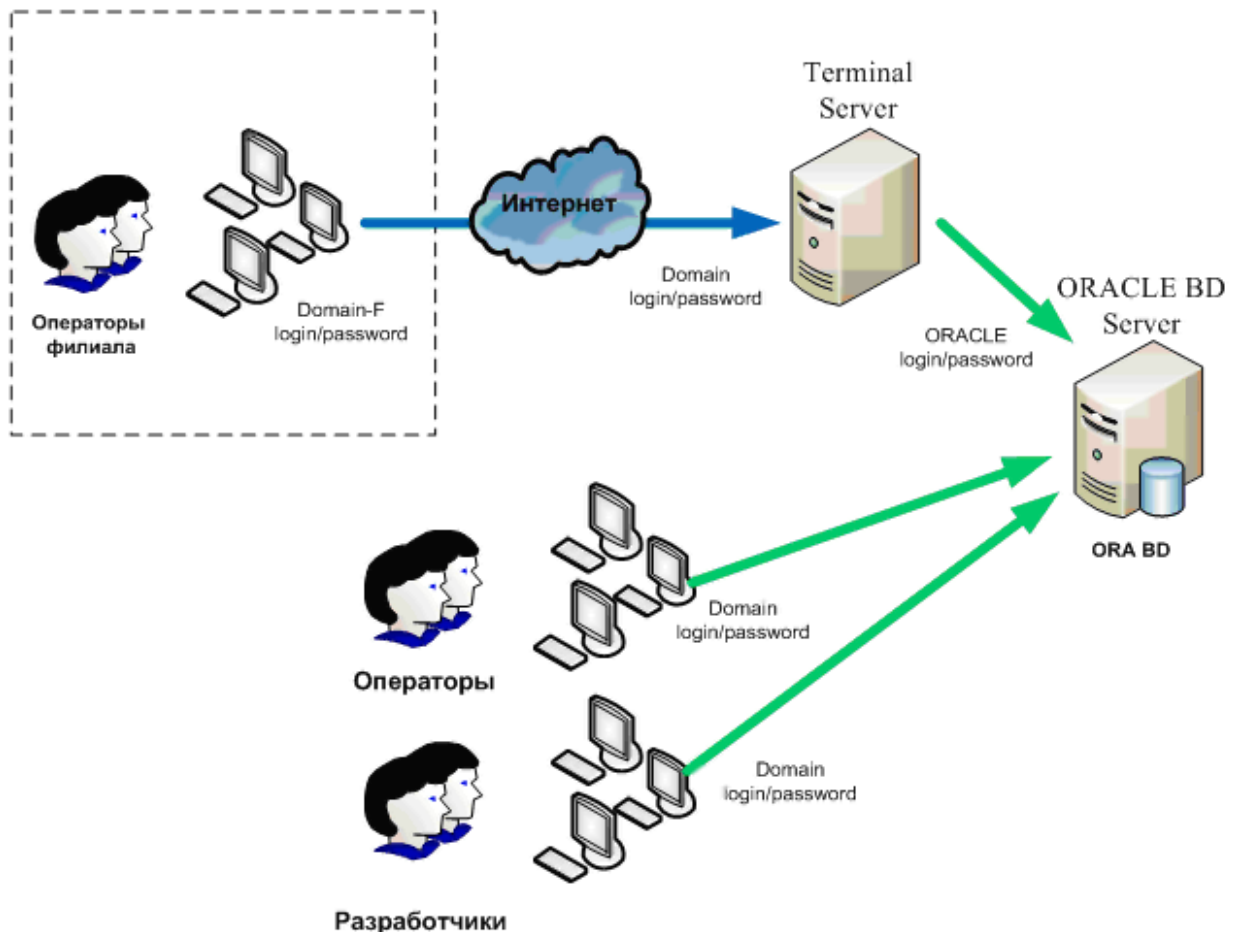 Terminal
Server
Интернет
Domain
login/password
Domain-F
login/password
Операторы
филиала
ORACLE BD
Server
ORACLE
login/password
ORA BD
Domain
login/password
Операторы
Domain
login/password
Разработчики